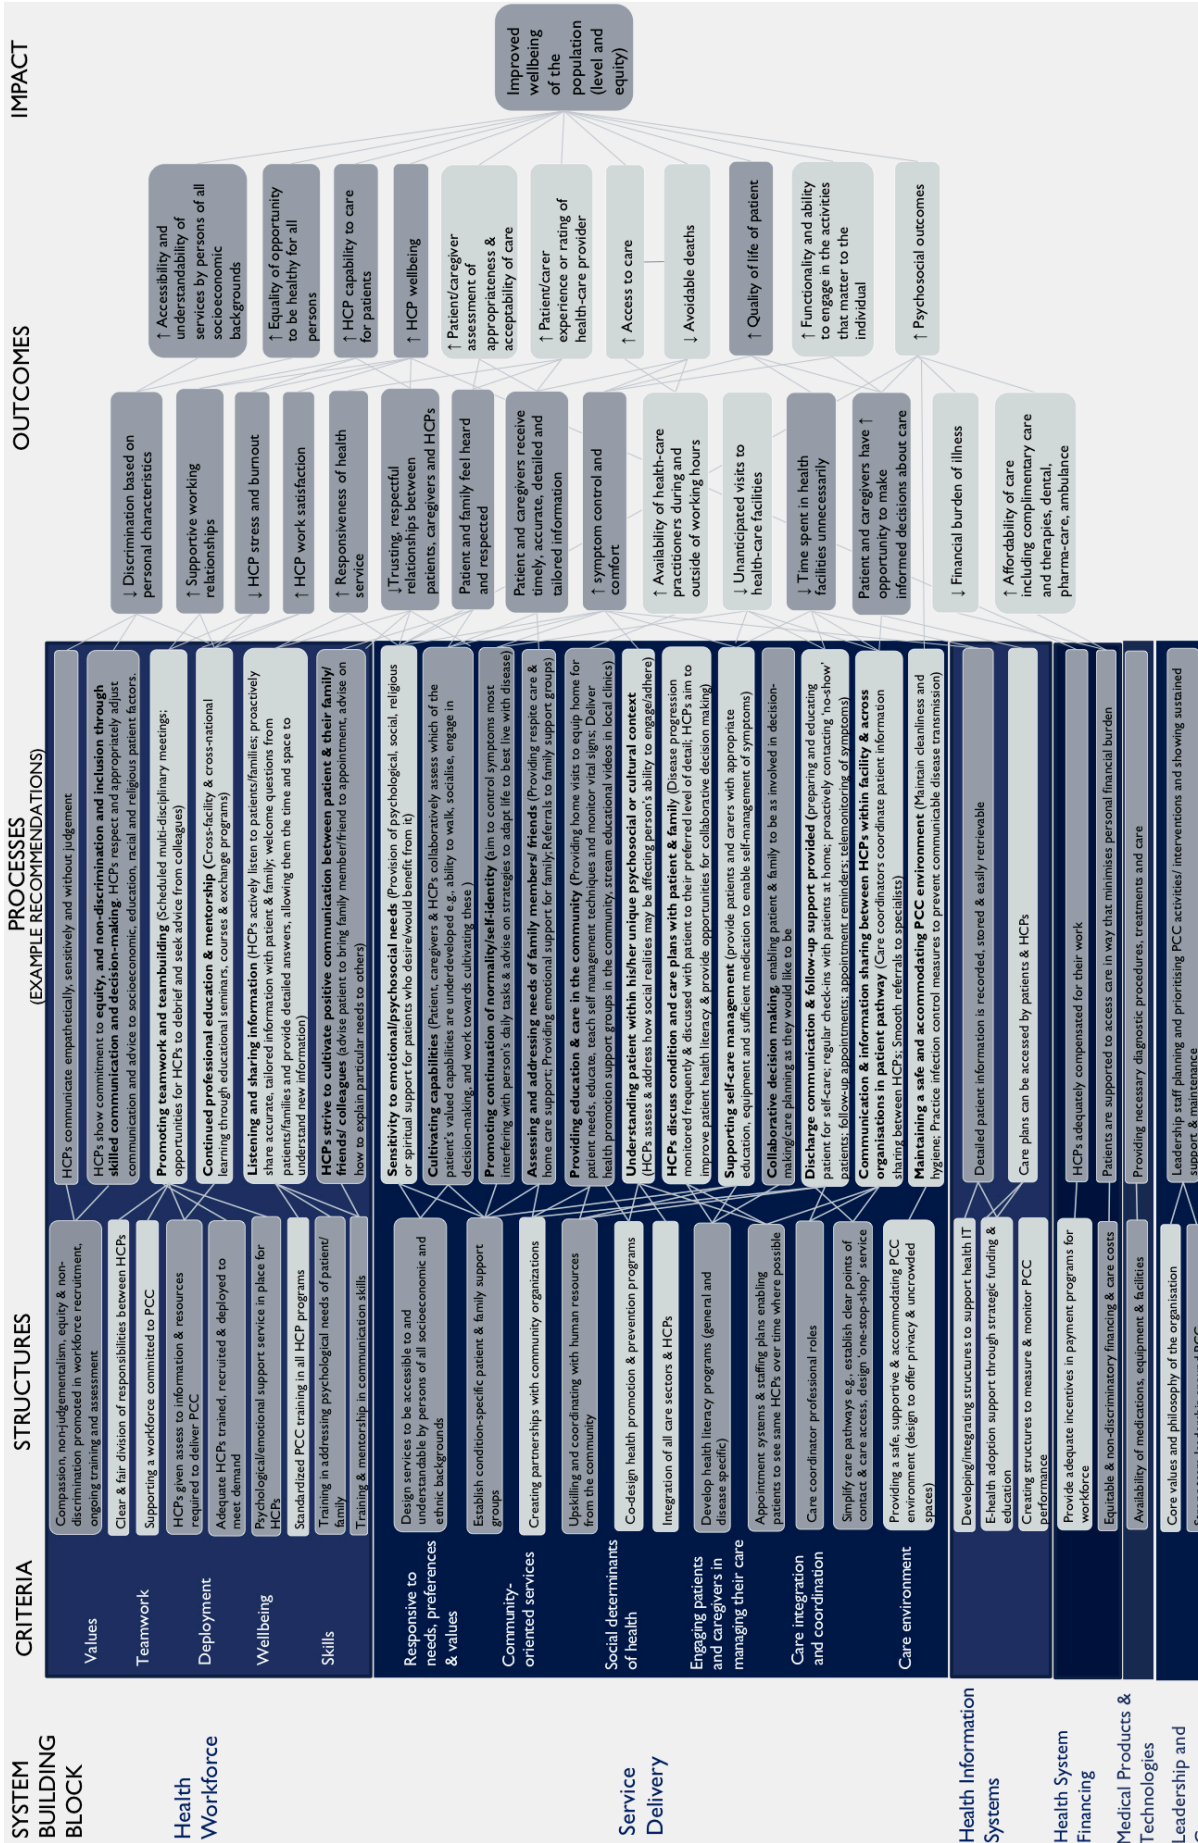 SYSTEM
BUILDING
BLOCK
CRITERIA
STRUCTURES
PROCESSES
(EXAMPLE RECOMMENDATIONS)
OUTCOMES
IMPACT
Health
Workforce
Values
Teamwork
Deployment
Wellbeing
Skills
Compassion, non-judgementalism, equity & non-
discrimination promoted in workforce recruitment,
ongoing training and assessment
Clear & fair division of responsibilities between HCPs
Supporting a workforce committed to PCC
HCPs given assess to information & resources
required to deliver PCC
Adequate HCPs trained, recruited & deployed to
meet demand
Psychological/emotional support service in place for
HCPs
Standardized PCC training in all HCP programs
Training in addressing psychological needs of patient/
family
Training & mentorship in communication skills
HCPs communicate empathetically, sensitively and without judgement
HCPs show commitment to equity, and non-discrimination and inclusion through
skilled communication and decision-making. HCPs respect and appropriately adjust
communication and advice to socioeconomic, education, racial and religious patient factors.
Promoting teamwork and teambuilding (Scheduled multi-disciplinary meetings;
opportunities for HCPs to debrief and seek advice from colleagues)
Continued professional education & mentorship (Cross-facility & cross-national
learning through educational seminars, courses & exchange programs)
Listening and sharing information (HCPs actively listen to patients/families; proactively
share accurate, tailored information with patient & family; welcome questions from
patients/families and provide detailed answers, allowing them the time and space to
understand new information)
HCPs strive to cultivate positive communication between patient & their family/
friends/ colleagues (advise patient to bring family member/friend to appointment, advise on
how to explain particular needs to others)
Service
Delivery
Responsive to
needs, preferences
& values
Community-
oriented services
Social determinants
of health
Engaging patients
and caregivers in
managing their care
Care integration
and coordination
Care environment
Design services to be accessible to and
understandable by persons of all socioeconomic and
ethnic backgrounds
Establish condition-specific patient & family support
groups
Creating partnerships with community organizations
Upskilling and coordinating with human resources
from the community
Co-design health promotion & prevention programs
Integration of all care sectors & HCPs
Develop health literacy programs (general and
disease specific)
Appointment systems & staffing plans enabling
patients to see same HCPs over time where possible
Care coordinator professional roles
Simplify care pathways e.g., establish clear points of
contact & care access, design 'one-stop-shop' service
Providing a safe, supportive & accommodating PCC
environment (design to offer privacy & uncrowded
spaces)
Sensitivity to emotional/psychosocial needs (Provision of psychological, social, religious
or spiritual support for patients who desire/would benefit from it)
Cultivating capabilities (Patient, caregivers & HCPs collaboratively assess which of the
patient's valued capabilities are underdeveloped e.g., ability to walk, socialise, engage in
decision-making, and work towards cultivating these )
Promoting continuation of normality/self-identity (aim to control symptoms most
interfering with person's daily tasks & advise on strategies to adapt life to best live with disease)
Assessing and addressing needs of family members/ friends (Providing respite care &
home care support; Providing emotional support for family; Referrals to family support groups)
Providing education & care in the community (Providing home visits to equip home for
patient needs, educate, teach self management techniques and monitor vital signs; Deliver
health promotion support groups in the community, stream educational videos in local clinics)
Understanding patient within his/her unique psychosocial or cultural context
(HCPs assess & address how social realities may be affecting person's ability to engage/adhere)
HCPs discuss condition and care plans with patient & family (Disease progression
monitored frequently & discussed with patient to their preferred level of detail; HCPs aim to
improve patient health literacy & provide opportunities for collaborative decision making)
Supporting self-care management (provide patients and carers with appropriate
education, equipment and sufficient medication to enable self-management of symptoms)
Collaborative decision making, enabling patient & family to be as involved in decision-
making/care planning as they would like to be
Discharge communication & follow-up support provided (preparing and educating
patient for self-care; regular check-ins with patients at home; proactively contacting 'no-show'
patients; follow-up appointments; appointment reminders; telemonitoring of symptoms)
Communication & information sharing between HCPs within facility & across
organisations in patient pathway (Care coordinators coordinate patient information
sharing between HCPs; Smooth referrals to specialists)
Maintaining a safe and accommodating PCC environment (Maintain cleanliness and
hygiene; Practice infection control measures to prevent communicable disease transmission)
Health Information
Systems
Developing/integrating structures to support health IT
E-health adoption support through strategic funding &
education
Creating structures to measure & monitor PCC
performance
Detailed patient information is recorded, stored & easily retrievable
Care plans can be accessed by patients & HCPs
Health System
Financing
Provide adequate incentives in payment programs for
workforce
Equitable & non-discriminatory financing & care costs
HCPs adequately compensated for their work
Patients are supported to access care in way that minimises personal financial burden
Medical Products &
Technologies
Availability of medications, equipment & facilities
Providing necessary diagnostic procedures, treatments and care
Leadership and
Core values and philosophy of the organisation
Leadership staff planning and prioritising PCC activities/ interventions and showing sustained
support & maintenance
↓ Discrimination based on
personal characteristics
↑ Supportive working
relationships
↓ HCP stress and burnout
↑ HCP work satisfaction
↑ Responsiveness of health
service
↓Trusting, respectful
relationships between
patients, caregivers and HCPs
Patient and family feel heard
and respected
Patient and caregivers receive
timely, accurate, detailed and
tailored information
↑ symptom control and
comfort
↑ Availability of health-care
practitioners during and
outside of working hours
↓ Unanticipated visits to
health-care facilities
↓ Time spent in health
facilities unnecessarily
Patient and caregivers have ↑
opportunity to make
informed decisions about care
↓ Financial burden of illness
↑ Affordability of care
including complimentary care
and therapies, dental,
pharma-care, ambulance
↑ Accessibility and
understandability of
services by persons of all
socioeconomic
backgrounds
↑ Equality of opportunity
to be healthy for all
persons
↑ HCP capability to care
for patients
↑ HCP wellbeing
↑ Patient/caregiver
assessment of
appropriateness &
acceptability of care
↑ Patient/carer
experience or rating of
health-care provider
↑ Access to care
↓ Avoidable deaths
↑ Quality of life of patient
↑ Functionality and ability
to engage in the activities
that matter to the
individual
↑ Psychosocial outcomes
Improved
wellbeing
of the
population
(level and
equity)